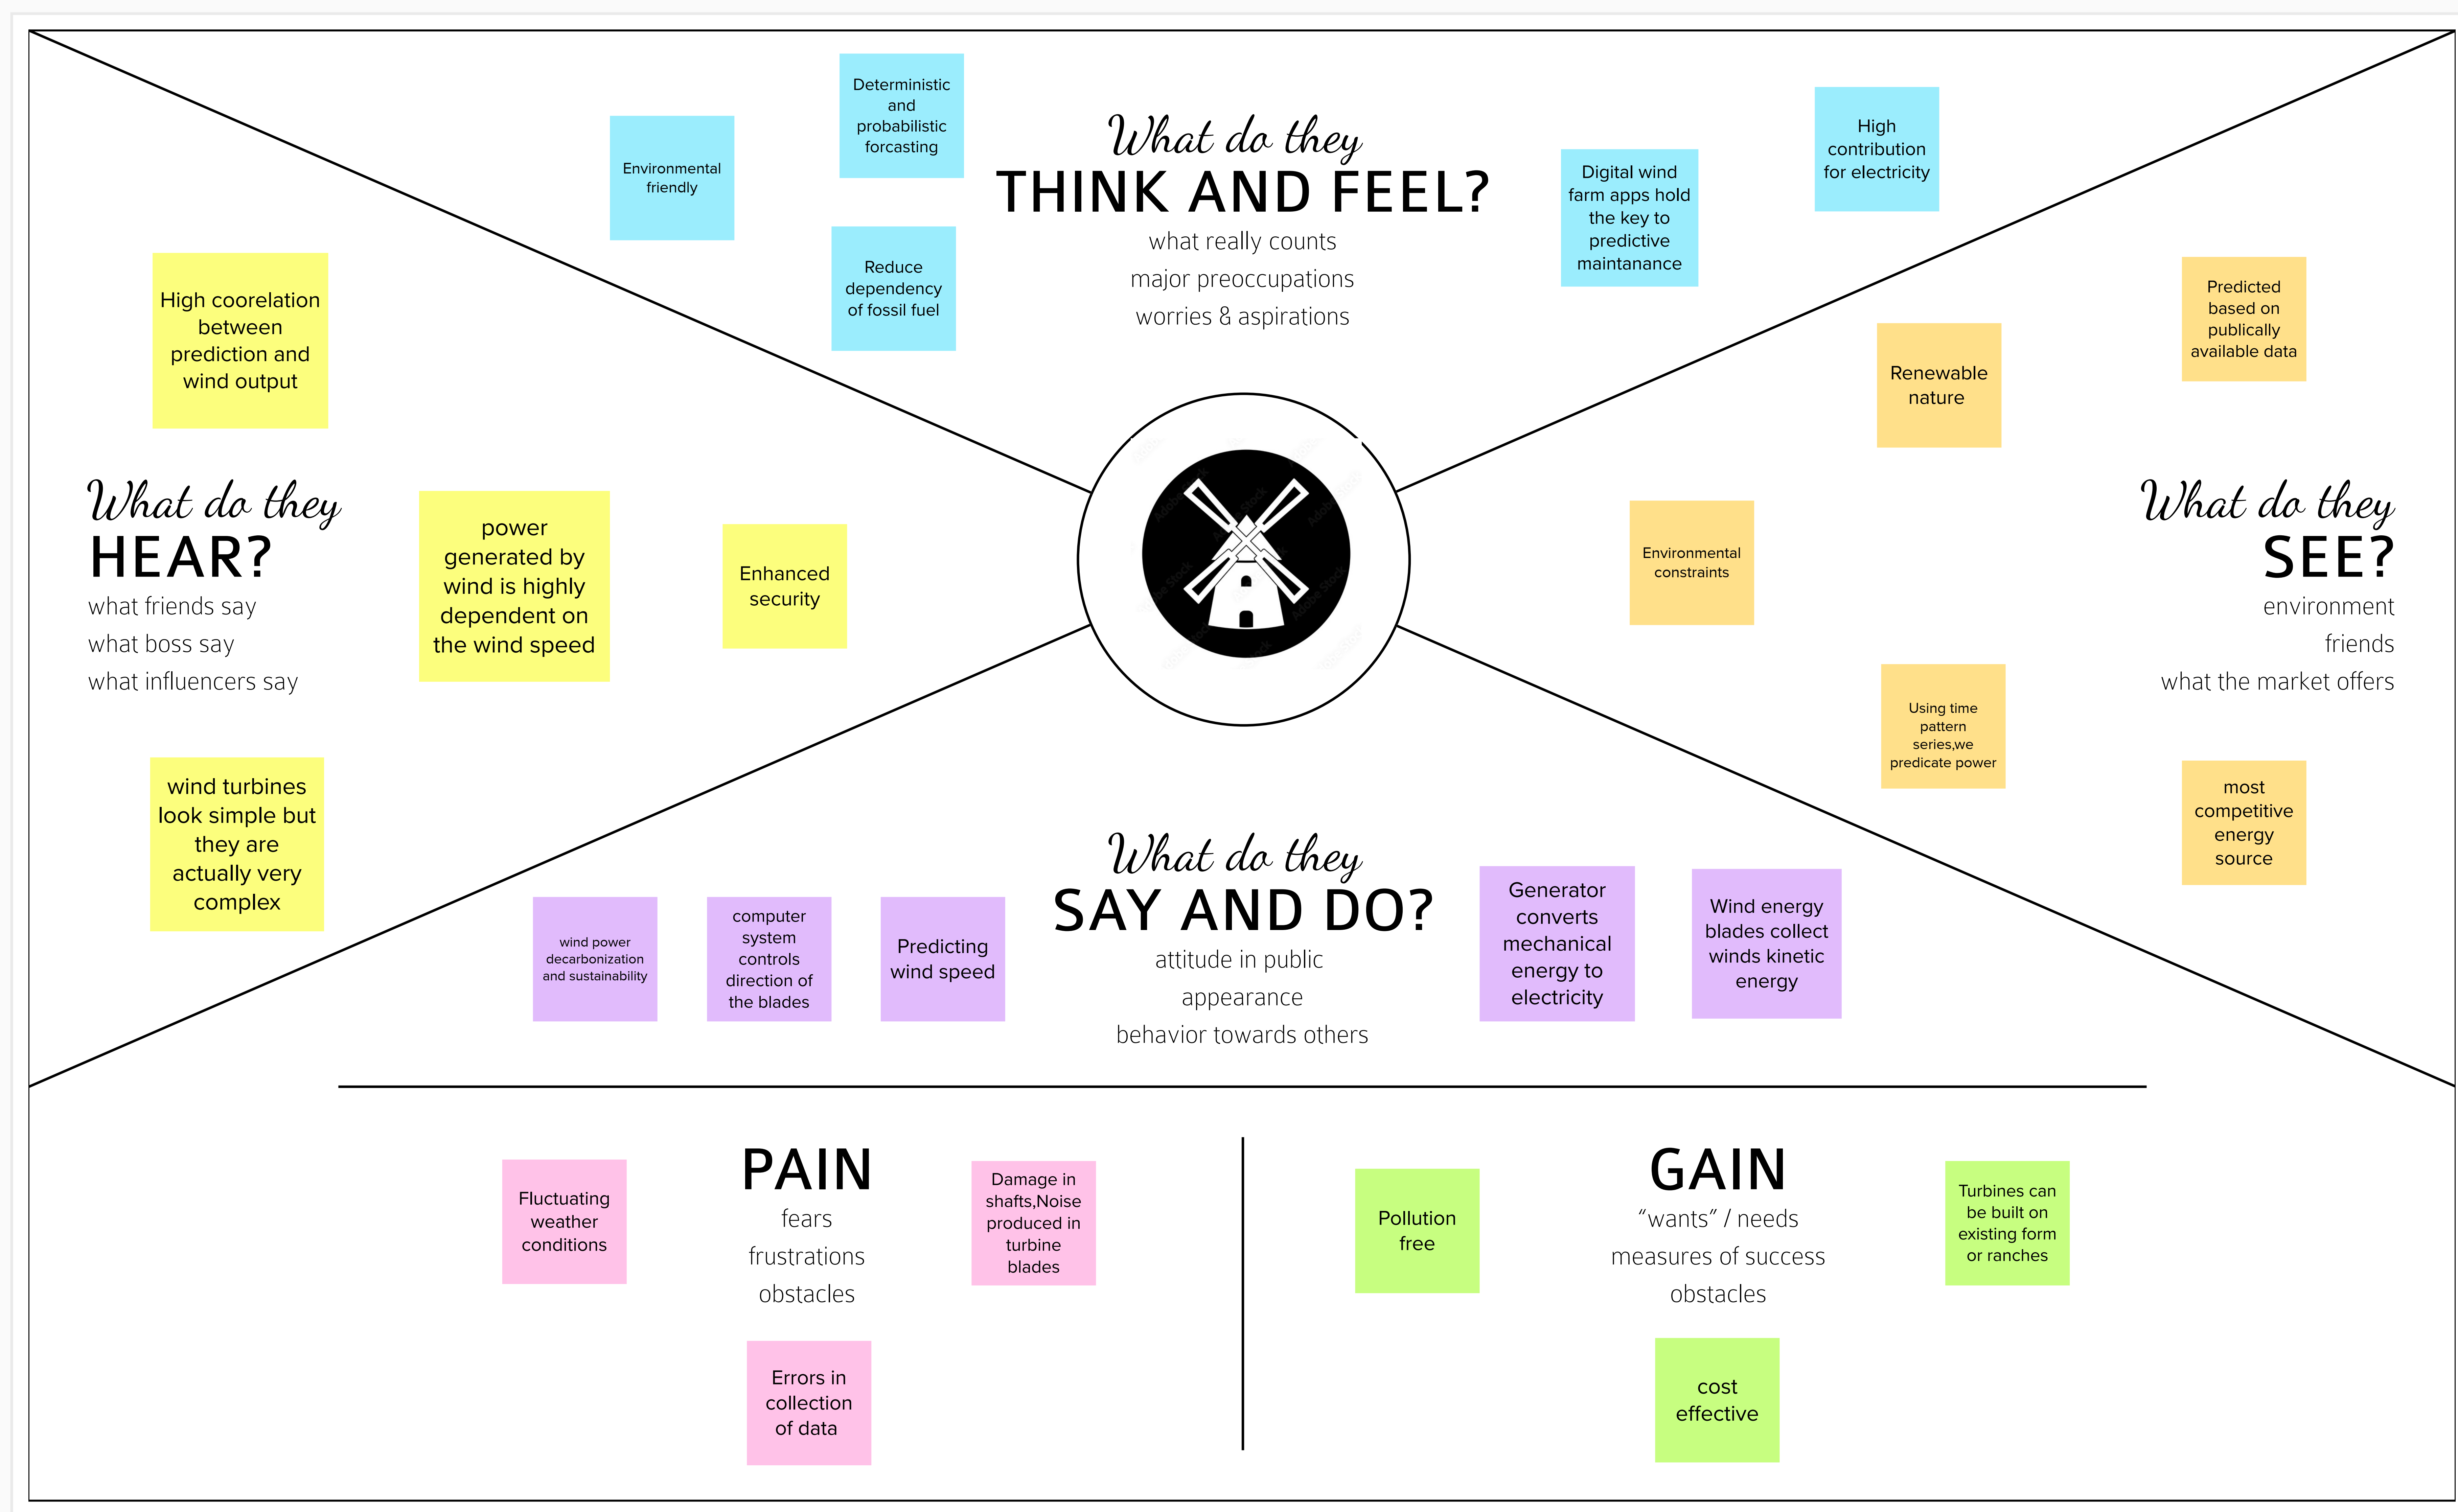 What do they
THINK AND FEEL?
what really counts
major preoccupations
worries & aspirations
Environmental
friendly
Deterministic
and
probabilistic
forcasting
Reduce
dependency
of fossil fuel
Digital wind
farm apps hold
the key to
predictive
maintanance
High
contribution
for electricity
What do they
HEAR?
what friends say
what boss say
what influencers say
High coorelation
between
prediction and
wind output
power
generated by
wind is highly
dependent on
the wind speed
Enhanced
security
wind turbines
look simple but
they are
actually very
complex
Adobe Stock
What do they
SEE?
environment
friends
what the market offers
Predicted
based on
publically
available data
Renewable
nature
Environmental
constraints
Using time
pattern
series,we
predicate power
most
competitive
energy
source
What do they
SAY AND DO?
attitude in public
appearance
behavior towards others
wind power
decarbonization
and sustainability
computer
system
controls
direction of
the blades
Predicting
wind speed
Generator
converts
mechanical
energy to
electricity
Wind energy
blades collect
winds kinetic
energy
PAIN
fears
frustrations
obstacles
Fluctuating
weather
conditions
Damage in
shafts,Noise
produced in
turbine
blades
Errors in
collection
of data
GAIN
“wants” / needs
measures of success
obstacles
Pollution
free
Turbines can
be built on
existing form
or ranches
cost
effective